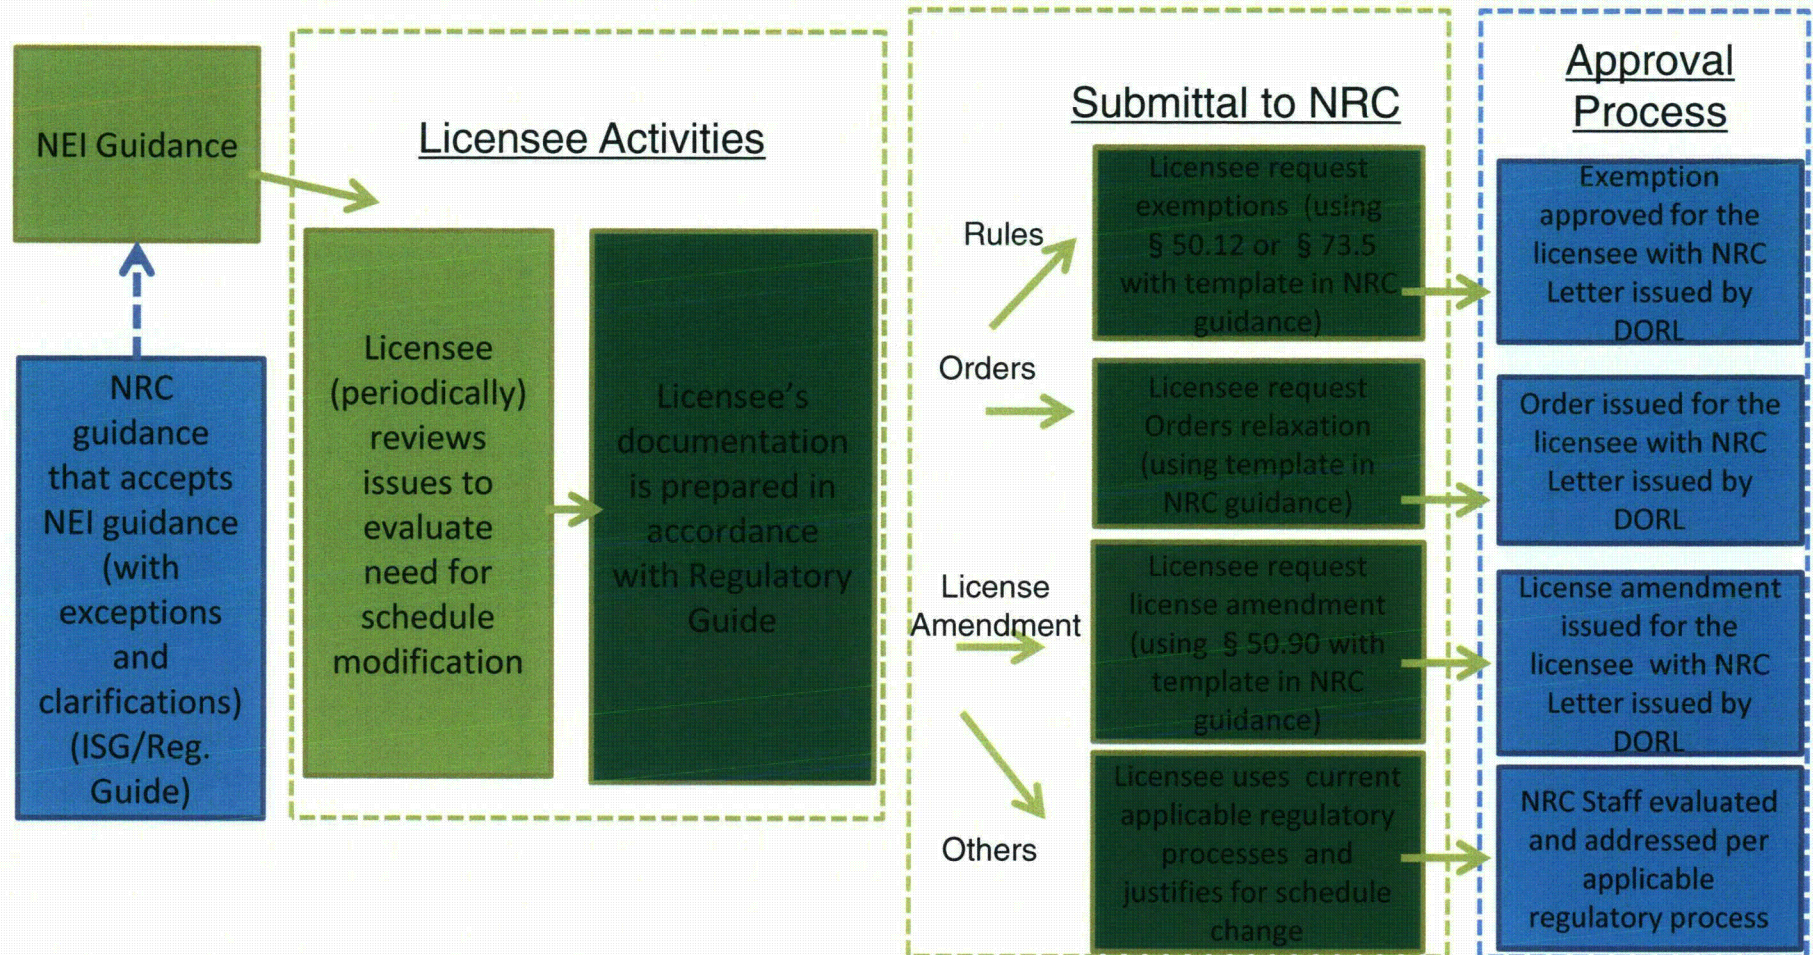 NEI Guidance
NRC
guidance
that accepts
NEI guidance
(with
exceptions
and
clarifications)
(ISG/Reg.
Guide)
Licensee Activities
Licensee
(periodically)
reviews
issues to
evaluate
need for
schedule
modification
Licensee's
documentation
is prepared in
accordance
with Regulatory
Guide
Submittal to NRC
Rules
Licensee request
exemptions (using
§ 50.12 or § 73.5
with template in NRC
guidance)
Orders
Licensee request
Orders relaxation
(using template in
NRC guidance)
License
Amendment
Licensee request
license amendment
(using § 50.90 with
template in NRC
guidance)
Others
Licensee uses current
applicable regulatory
processes and
justifies for schedule
change
Approval
Process
Exemption
approved for the
licensee with NRC
Letter issued by
DORL
Order issued for the
licensee with NRC
Letter issued by
DORL
License amendment
issued for the
licensee with NRC
Letter issued by
DORL
NRC Staff evaluated
and addressed per
applicable
regulatory process